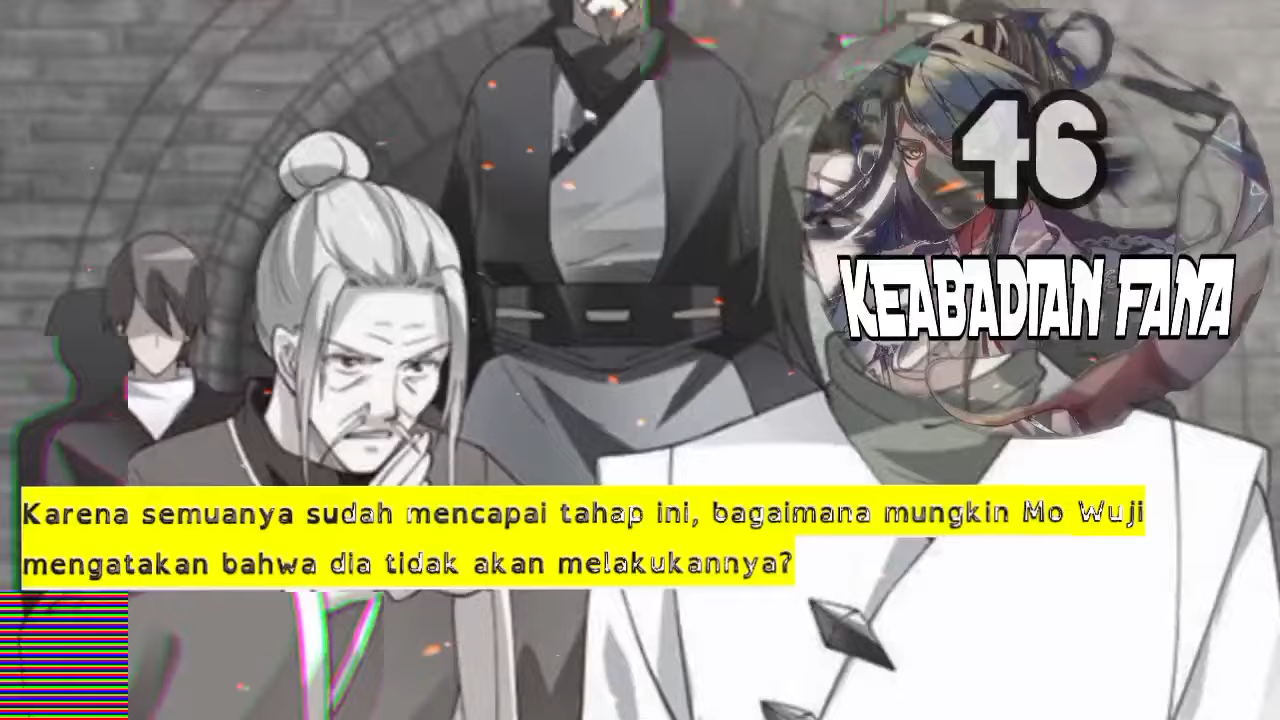 46
KEABADIAN FANA
Karena semuanya sudah mencapai tahap ini, bagaimana mungkin Mo Wuji
mengatakan bahwa dia tidak akan melakukannya?